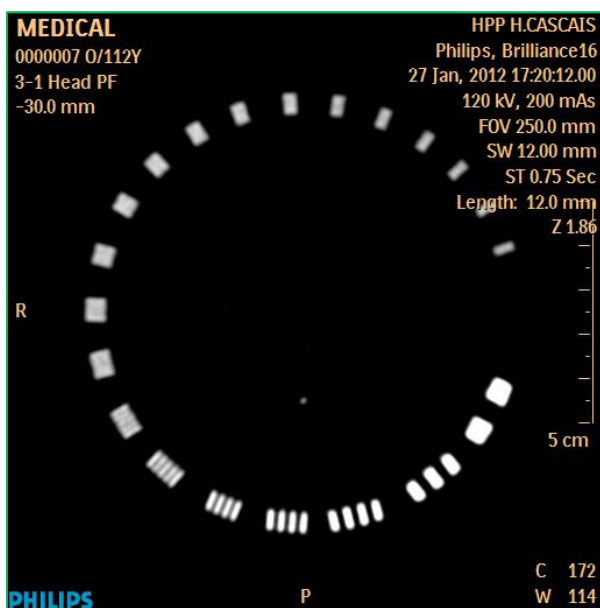 MEDICAL
0000007 O/112Y
3-1 Head PF
-30.0 mm
HPP H.CASCAIS
Philips, Brilliance16
27 Jan, 2012 17:20:12.00
120 kV, 200 mAs
FOV 250.0 mm
SW 12.00 mm
ST 0.75 Sec
Length: 12.0 mm
Z 1.86
R
5 cm
C 172
W 114
PHILIPS
P